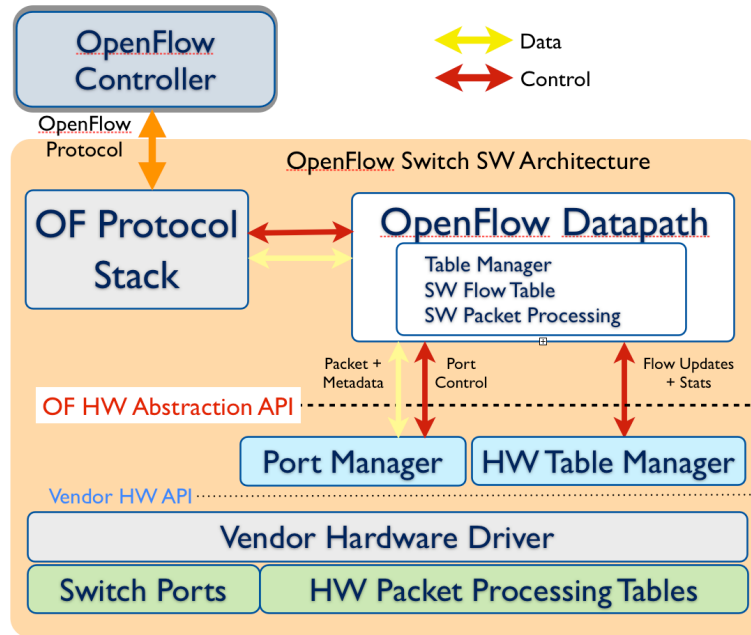 OpenFlow
Controller
Data
Control
OpenFlow
Protocol
OpenFlow Switch SW Architecture
OF Protocol
Stack
OpenFlow Datapath
Table Manager
SW Flow Table
SW Packet Processing
Packet +
Metadata
Port
Control
Flow Updates
+ Stats
OF HW Abstraction API
Port Manager
HW Table Manager
Vendor HW API
Vendor Hardware Driver
Switch Ports
HW Packet Processing Tables